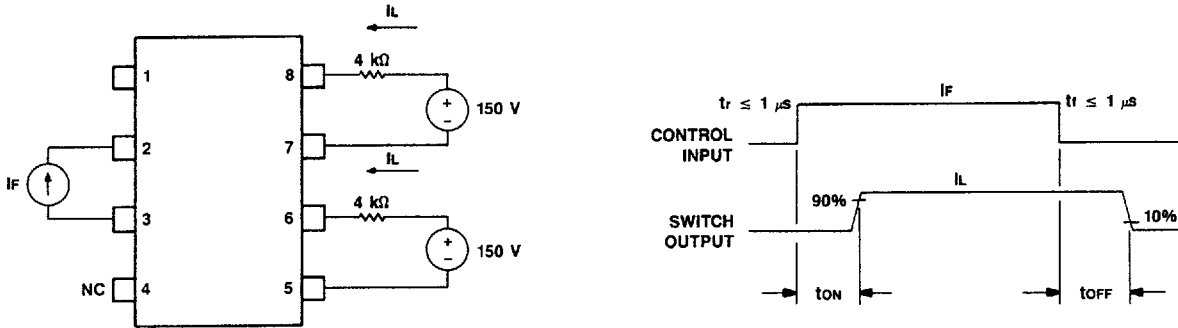 IL
4 kΩ
1
8
+
−
150 V
2
7
IF
IL
4 kΩ
3
6
+
−
150 V
NC
4
5
tr ≤ 1 μs
IF
tf ≤ 1 μs
CONTROL
INPUT
IL
90%
10%
SWITCH
OUTPUT
tON
tOFF